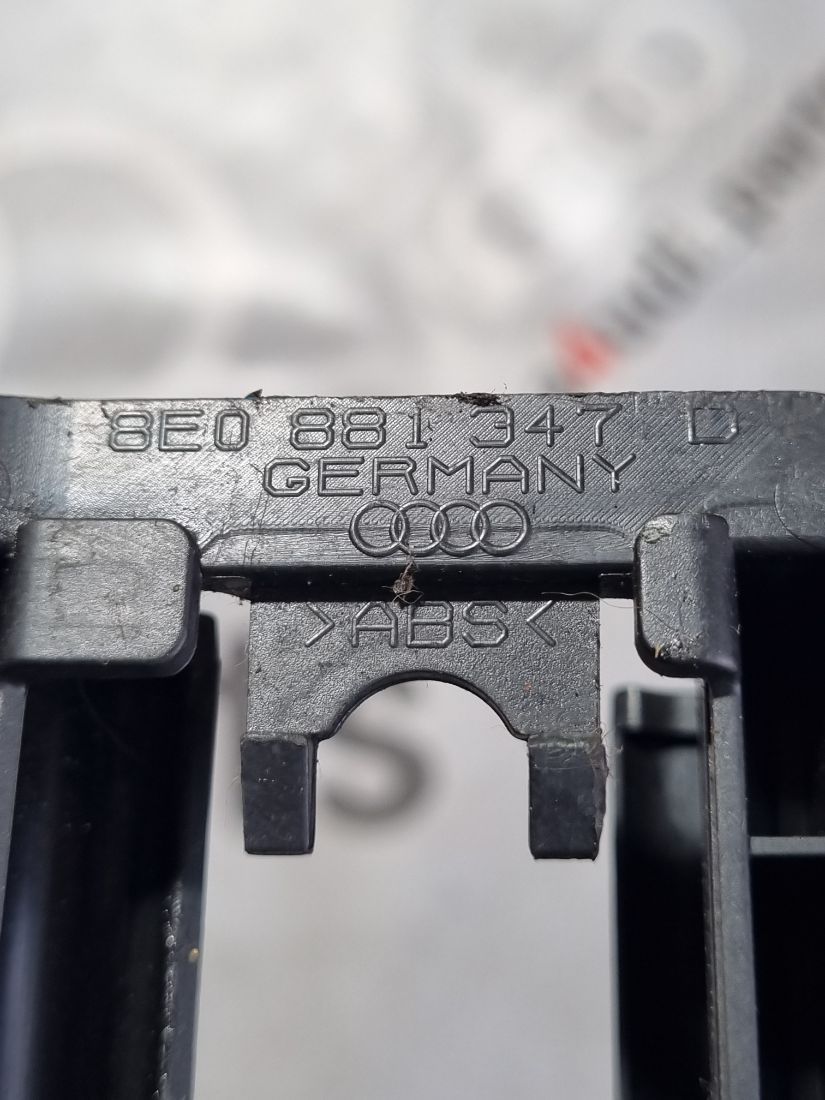 8E0 881 347 D
GERMANY
>ABS<